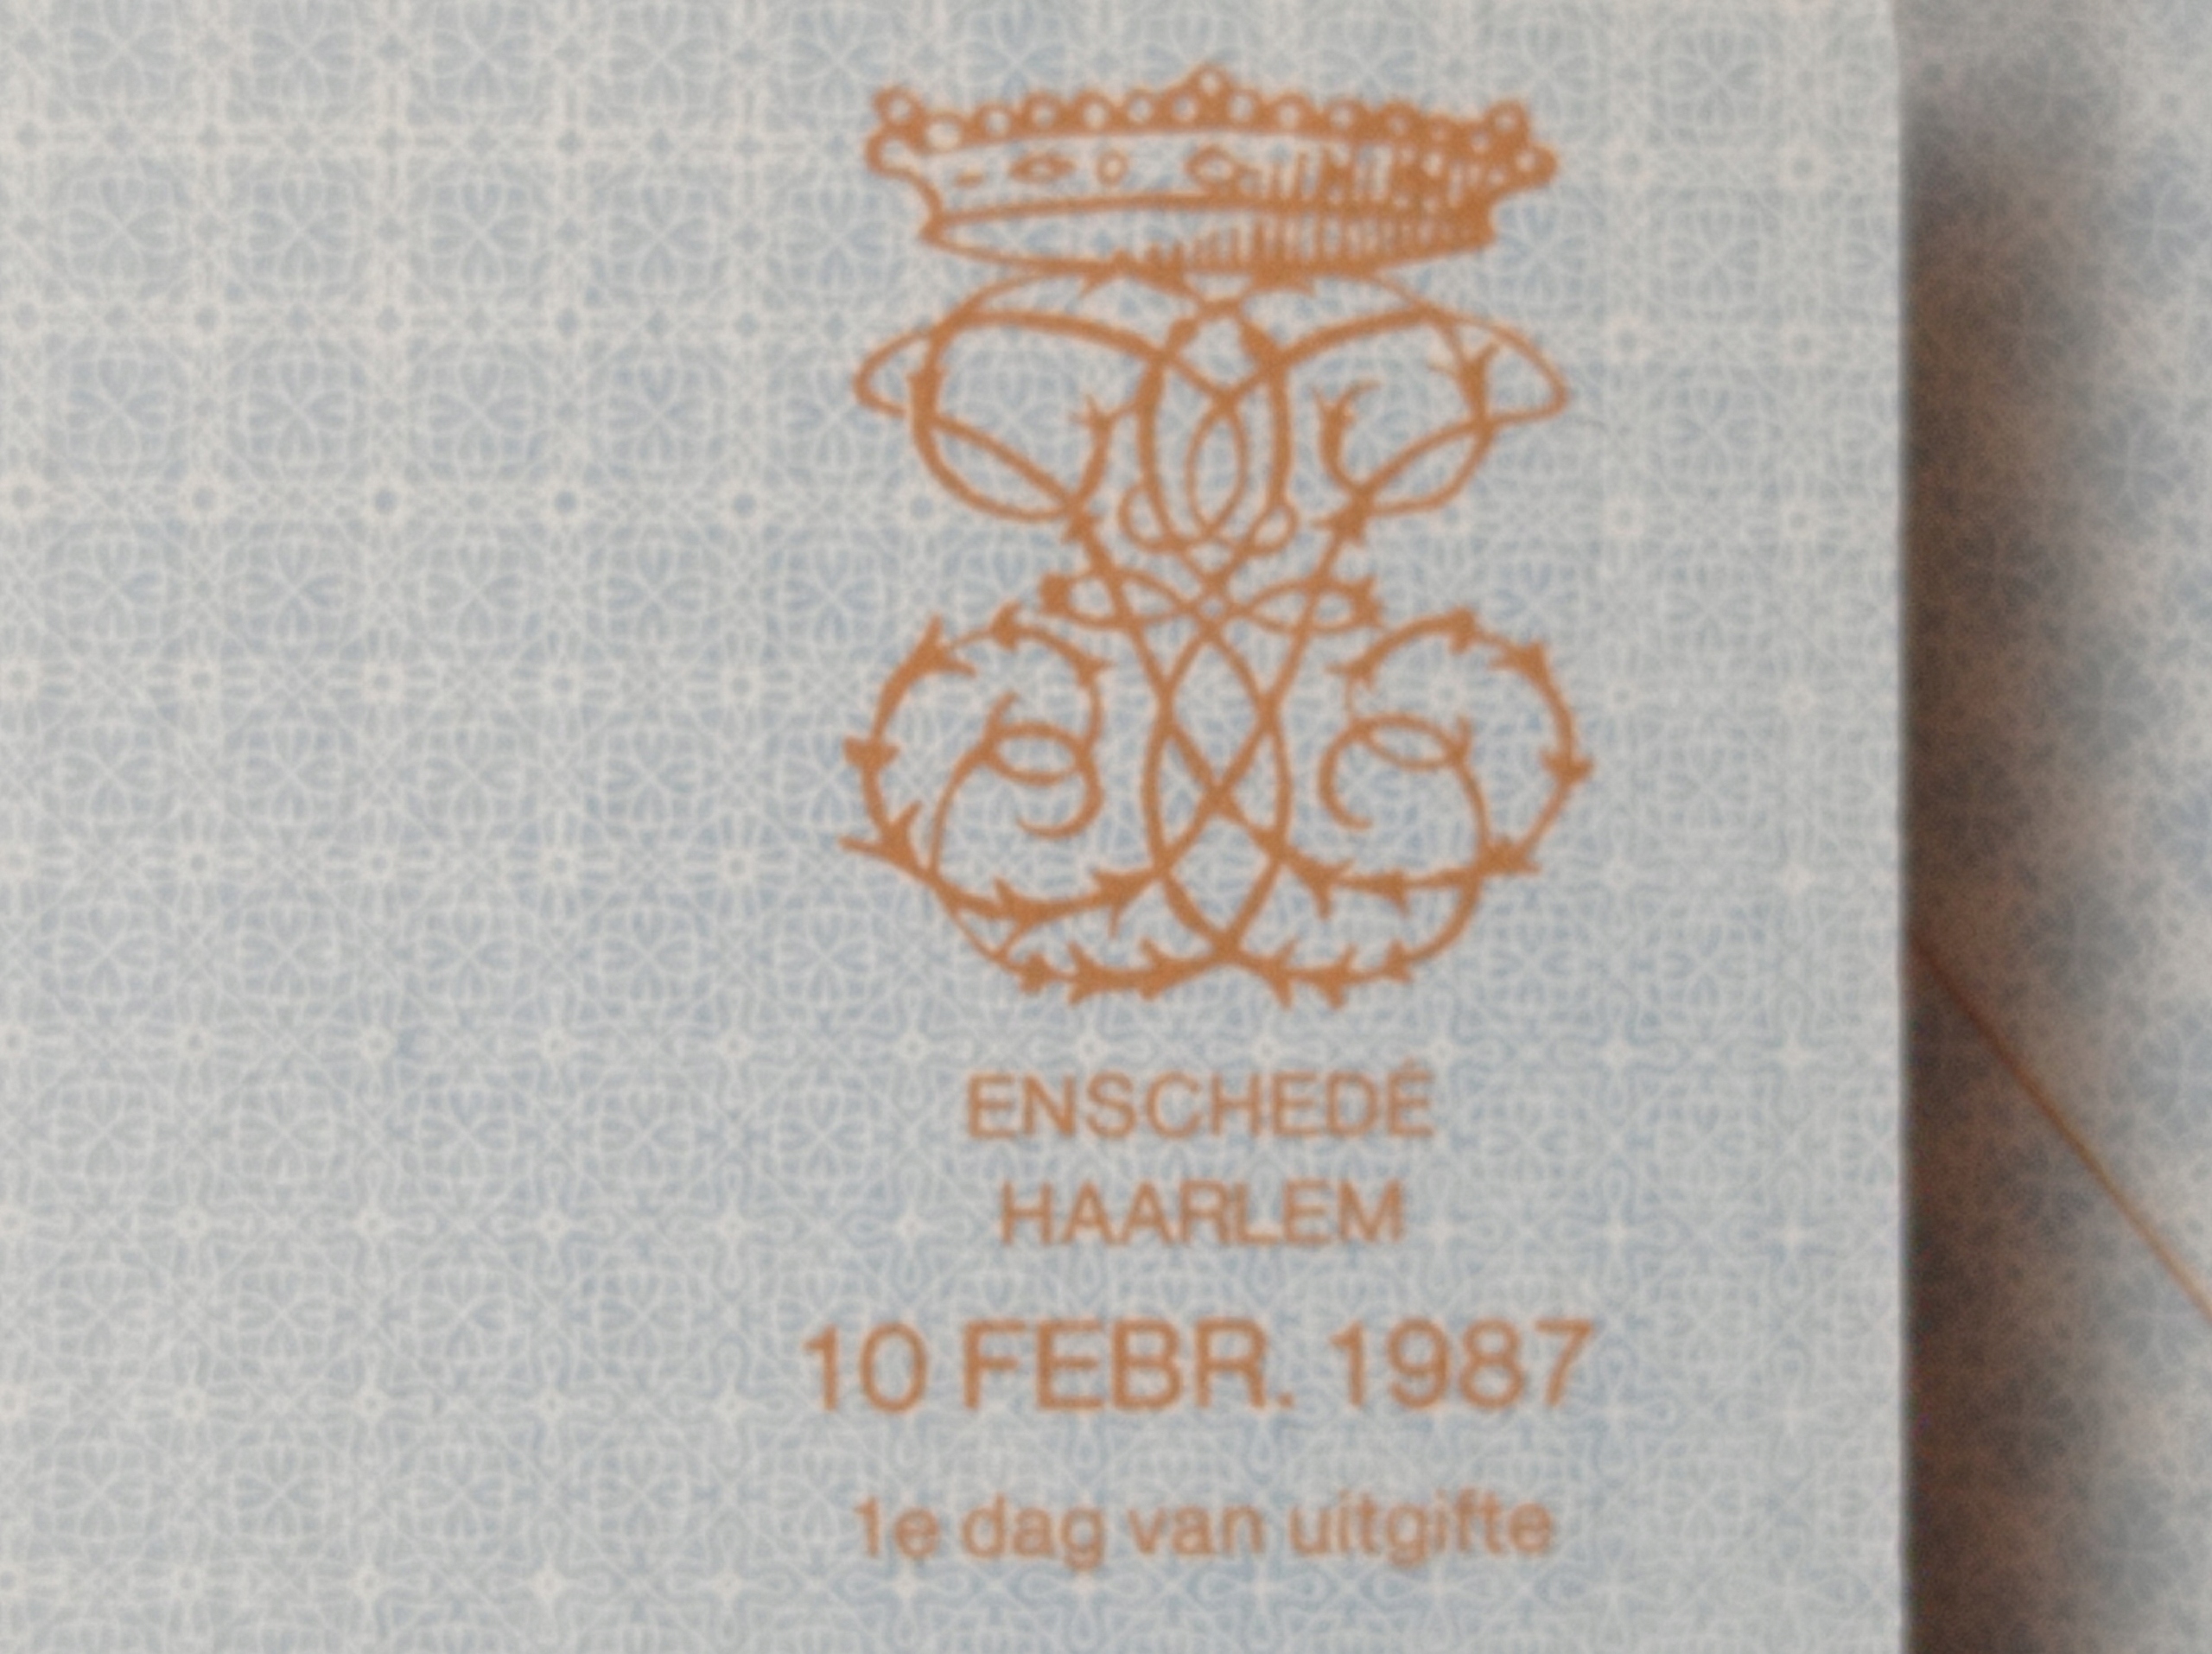 ENSCHEDÉ
HAARLEM
10 FEBR. 1987
1e dag van uitgifte